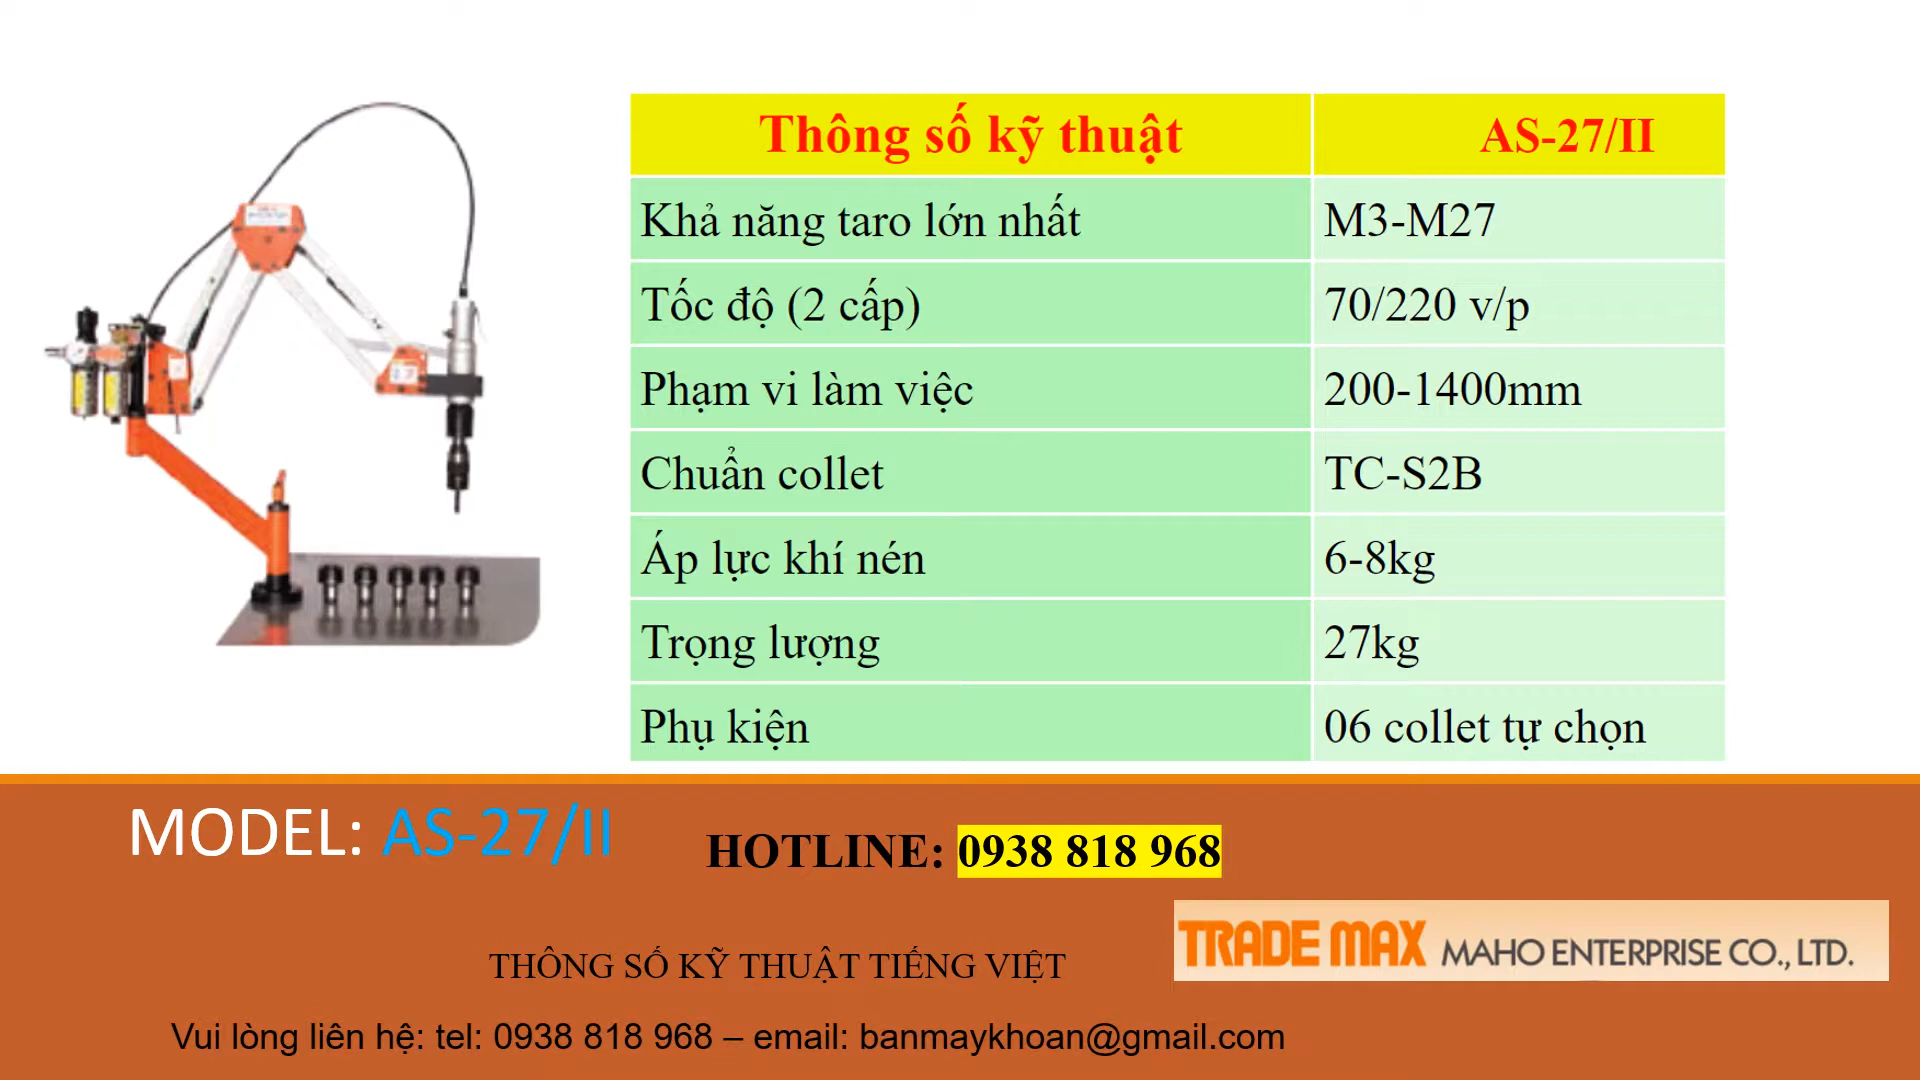 Thông số kỹ thuật AS-27/II
Khả năng taro lớn nhất M3-M27
Tốc độ (2 cấp) 70/220 v/p
Phạm vi làm việc 200-1400mm
Chuẩn collet TC-S2B
Áp lực khí nén 6-8kg
Trọng lượng 27kg
Phụ kiện 06 collet tự chọn
MODEL: AS-27/II
HOTLINE: 0938 818 968
TRADE MAX MAHO ENTERPRISE CO., LTD.
THÔNG SỐ KỸ THUẬT TIẾNG VIỆT
Vui lòng liên hệ: tel: 0938 818 968 – email: banmaykhoan@gmail.com